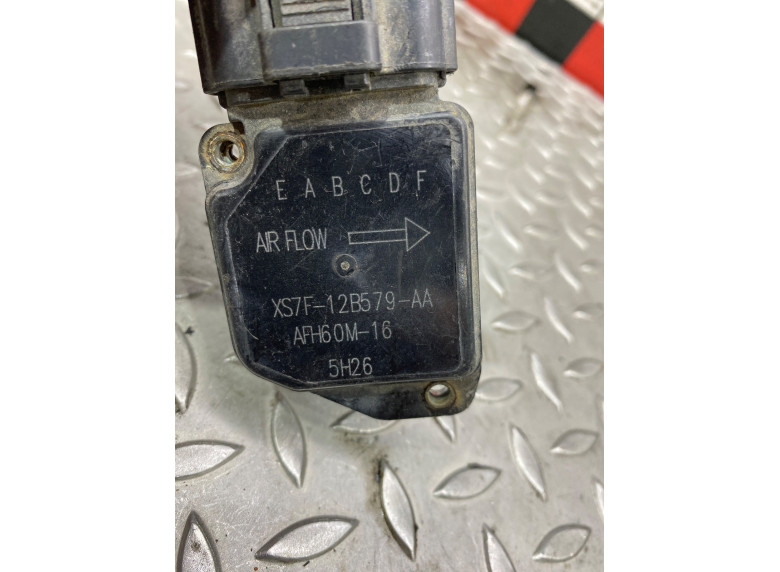 E A B C D F
AIR FLOW
XS7F-12B579-AA
AFH60M-16
5H26